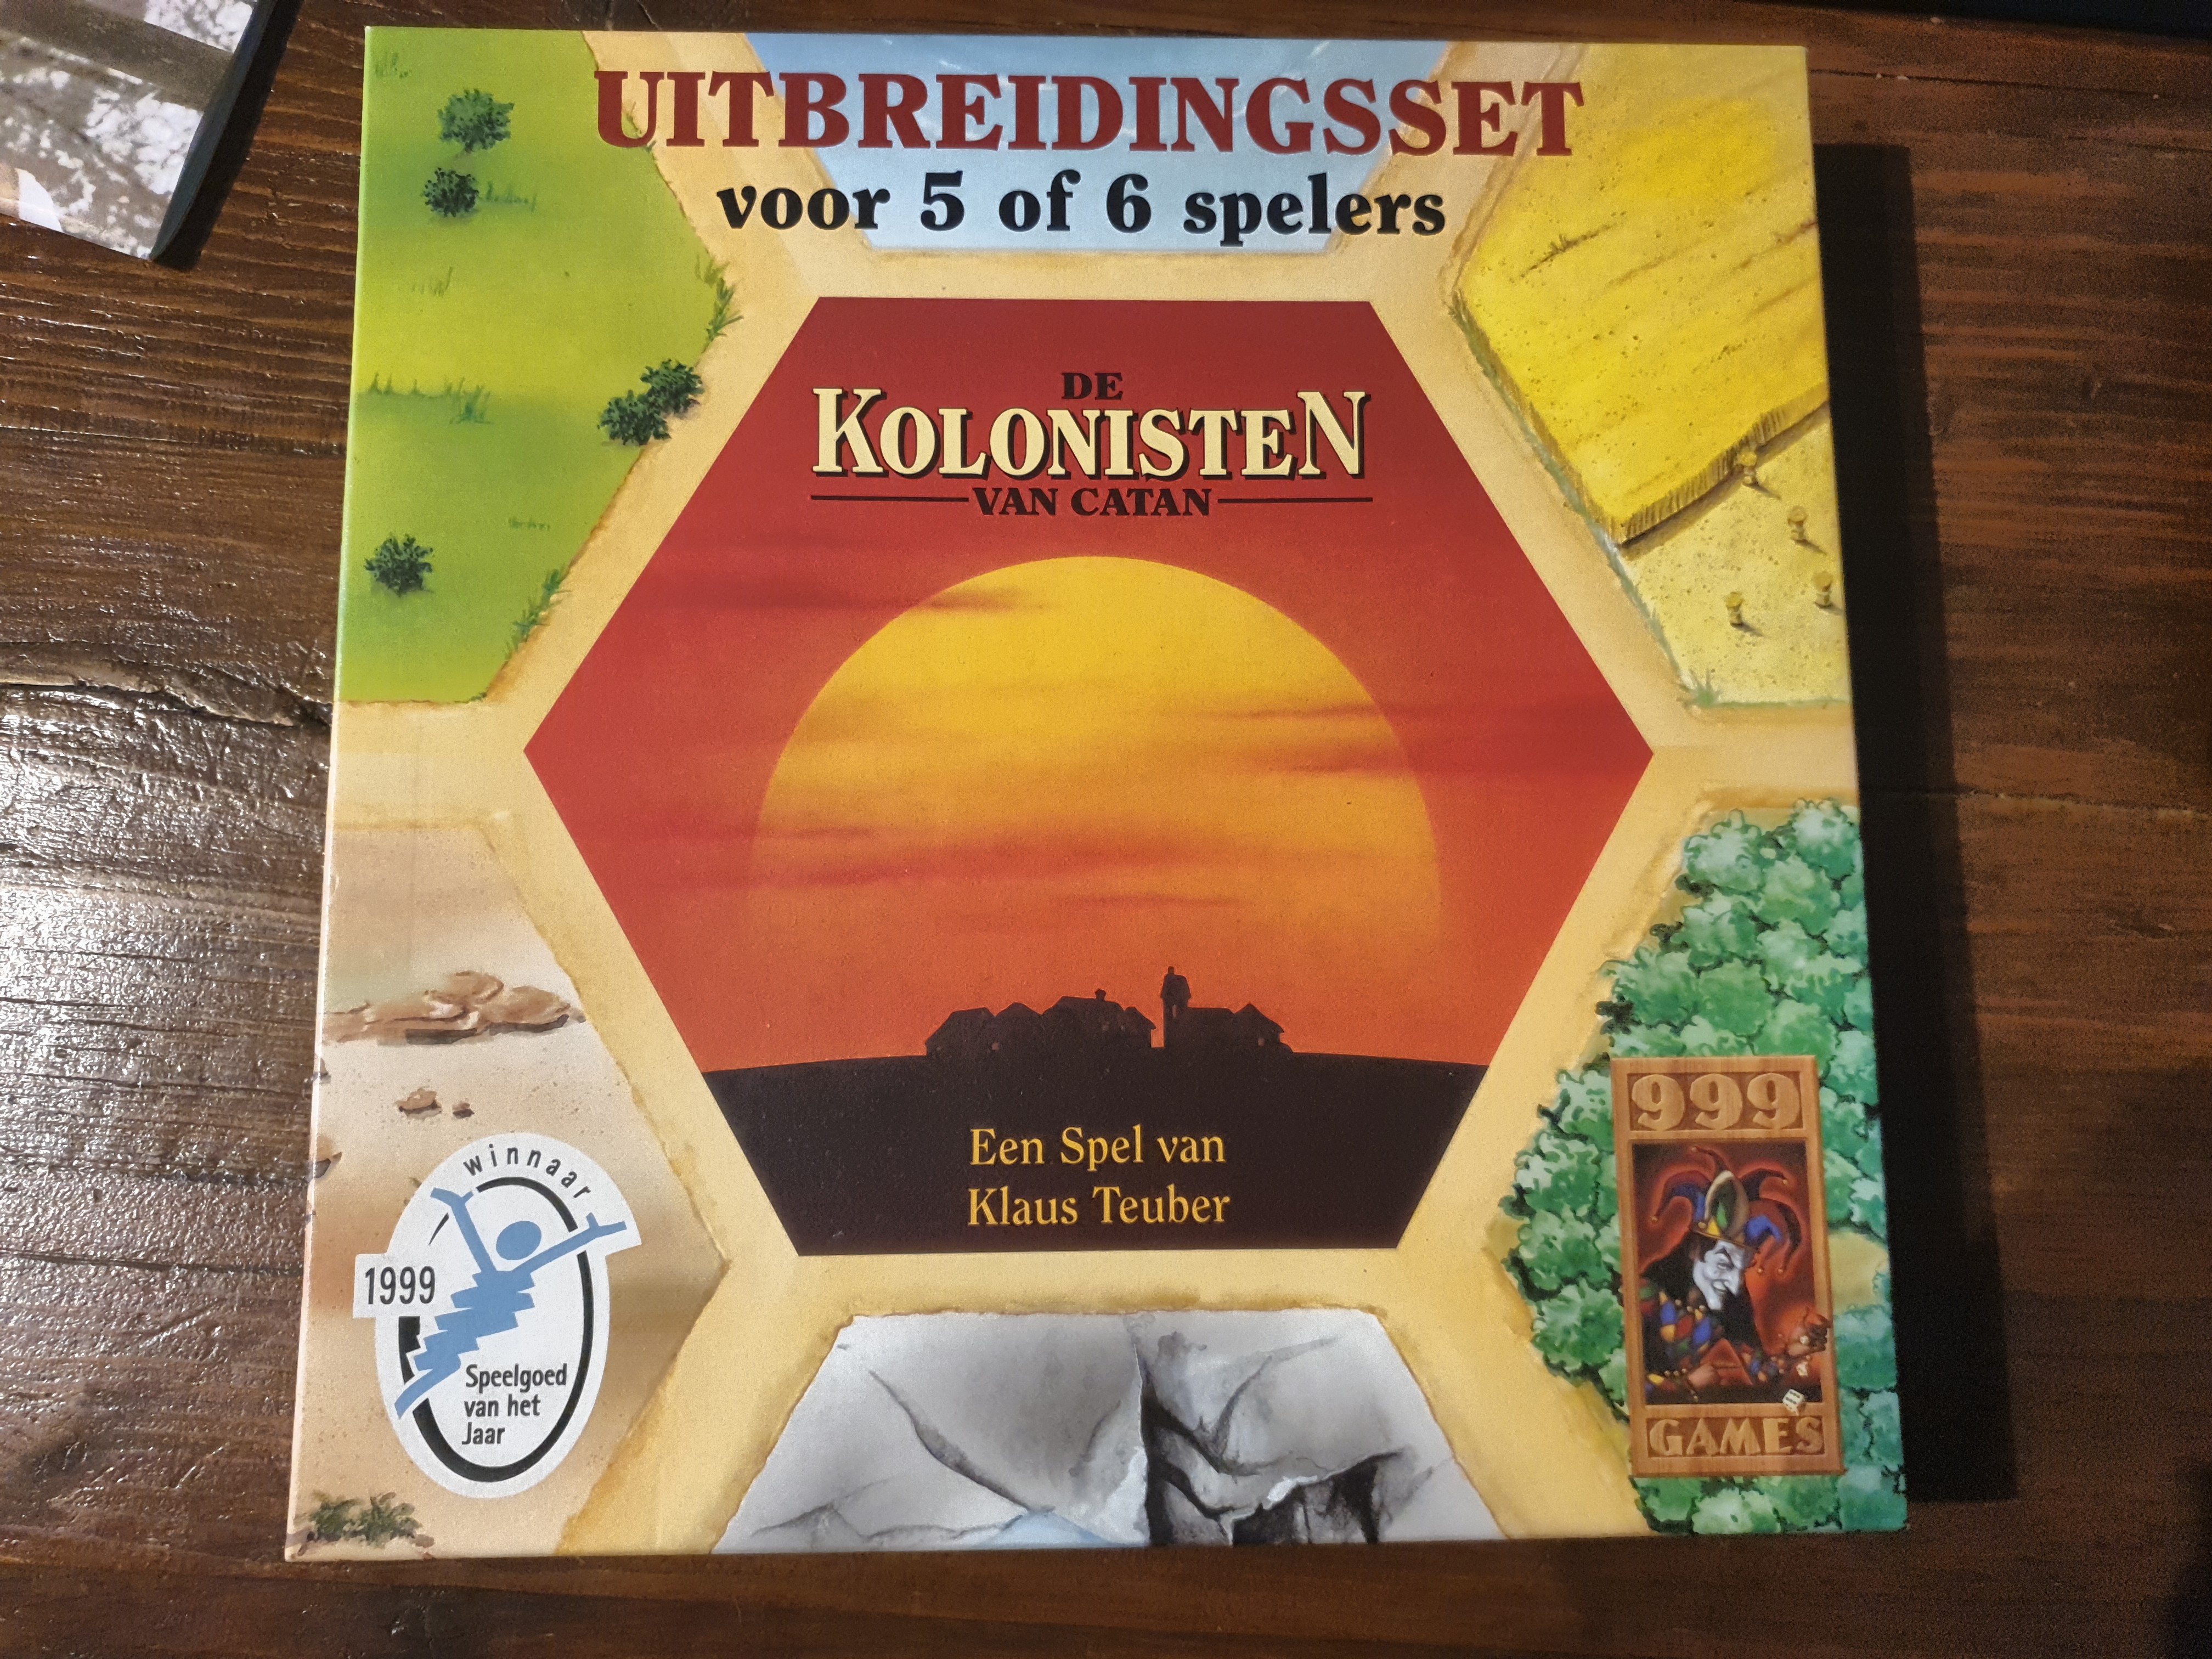 UITBREIDINGSSET
voor 5 of 6 spelers
DE
KOLONISTEN
VAN CATAN
Een Spel van
Klaus Teuber
winnaar
1999
Speelgoed
van het
Jaar
999
GAMES